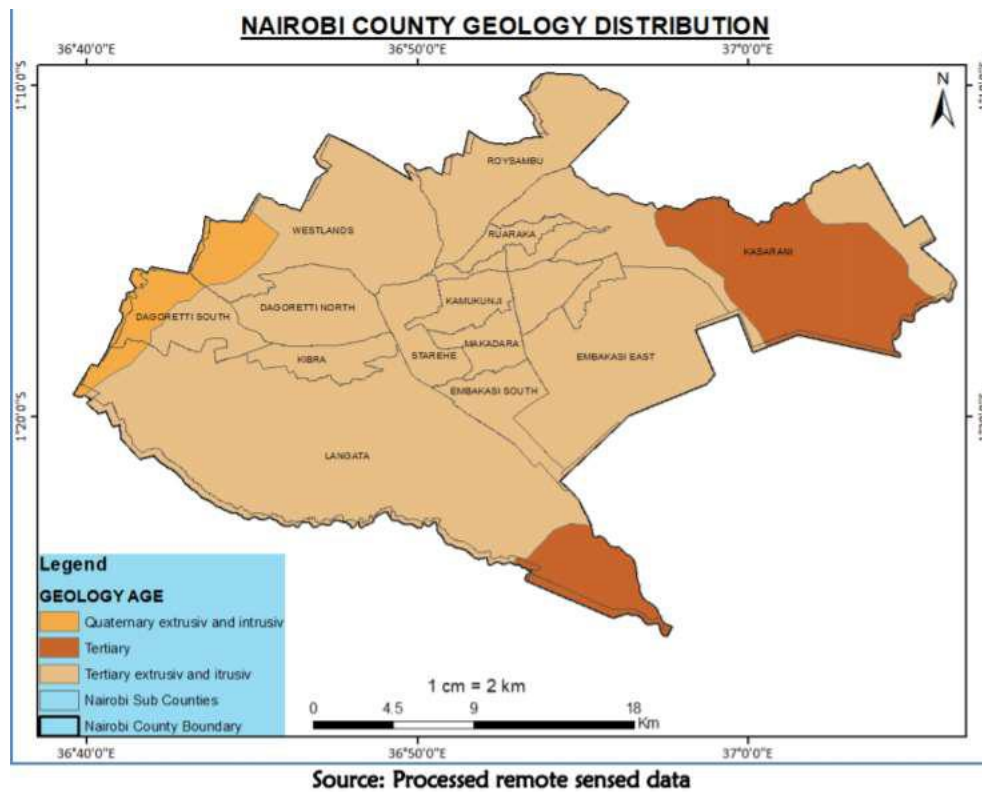 NAIROBI COUNTY GEOLOGY DISTRIBUTION
36°40'0"E 36°50'0"E 37°0'0"E
1°10'0"S
N
ROYSAMBU
WESTLANDS
RUARAKA
KASARANI
KAMUKUNJI
DAGORETTI SOUTH
DAGORETTI NORTH
MAKADARA
STAREHE
KIBRA
EMBAKASI EAST
EMBAKASI SOUTH
1°20'0"S
LANGATA
Legend
GEOLOGY AGE
Quaternary extrusiv and intrusiv
Tertiary
Tertiary extrusiv and itrusiv
Nairobi Sub Counties
Nairobi County Boundary
1 cm = 2 km
0 4.5 9 18
Km
36°40'0"E 36°50'0"E 37°0'0"E
Source: Processed remote sensed data